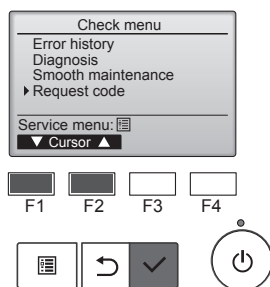 Check menu
Error history
Diagnosis
Smooth maintenance
Request code
Service menu:
▼ Cursor ▲
F1 F2 F3 F4